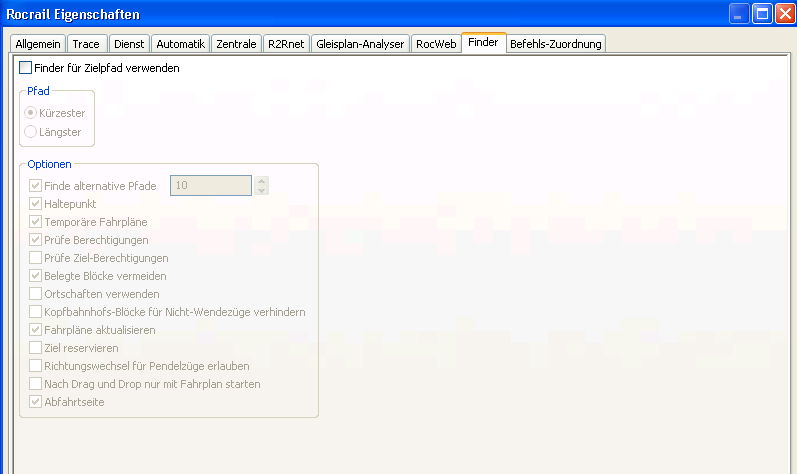 Rocrail Eigenschaften
Allgemein Trace Dienst Automatik Zentrale R2Rnet Gleisplan-Analyser RocWeb Finder Befehls-Zuordnung
Finder für Zielpfad verwenden
Pfad
Kürzester
Längster
Optionen
Finde alternative Pfade 10
Haltepunkt
Temporäre Fahrpläne
Prüfe Berechtigungen
Prüfe Ziel-Berechtigungen
Belegte Blöcke vermeiden
Ortschaften verwenden
Kopfbahnhofs-Blöcke für Nicht-Wendezüge verhindern
Fahrpläne aktualisieren
Ziel reservieren
Richtungswechsel für Pendelzüge erlauben
Nach Drag und Drop nur mit Fahrplan starten
Abfahrtseite